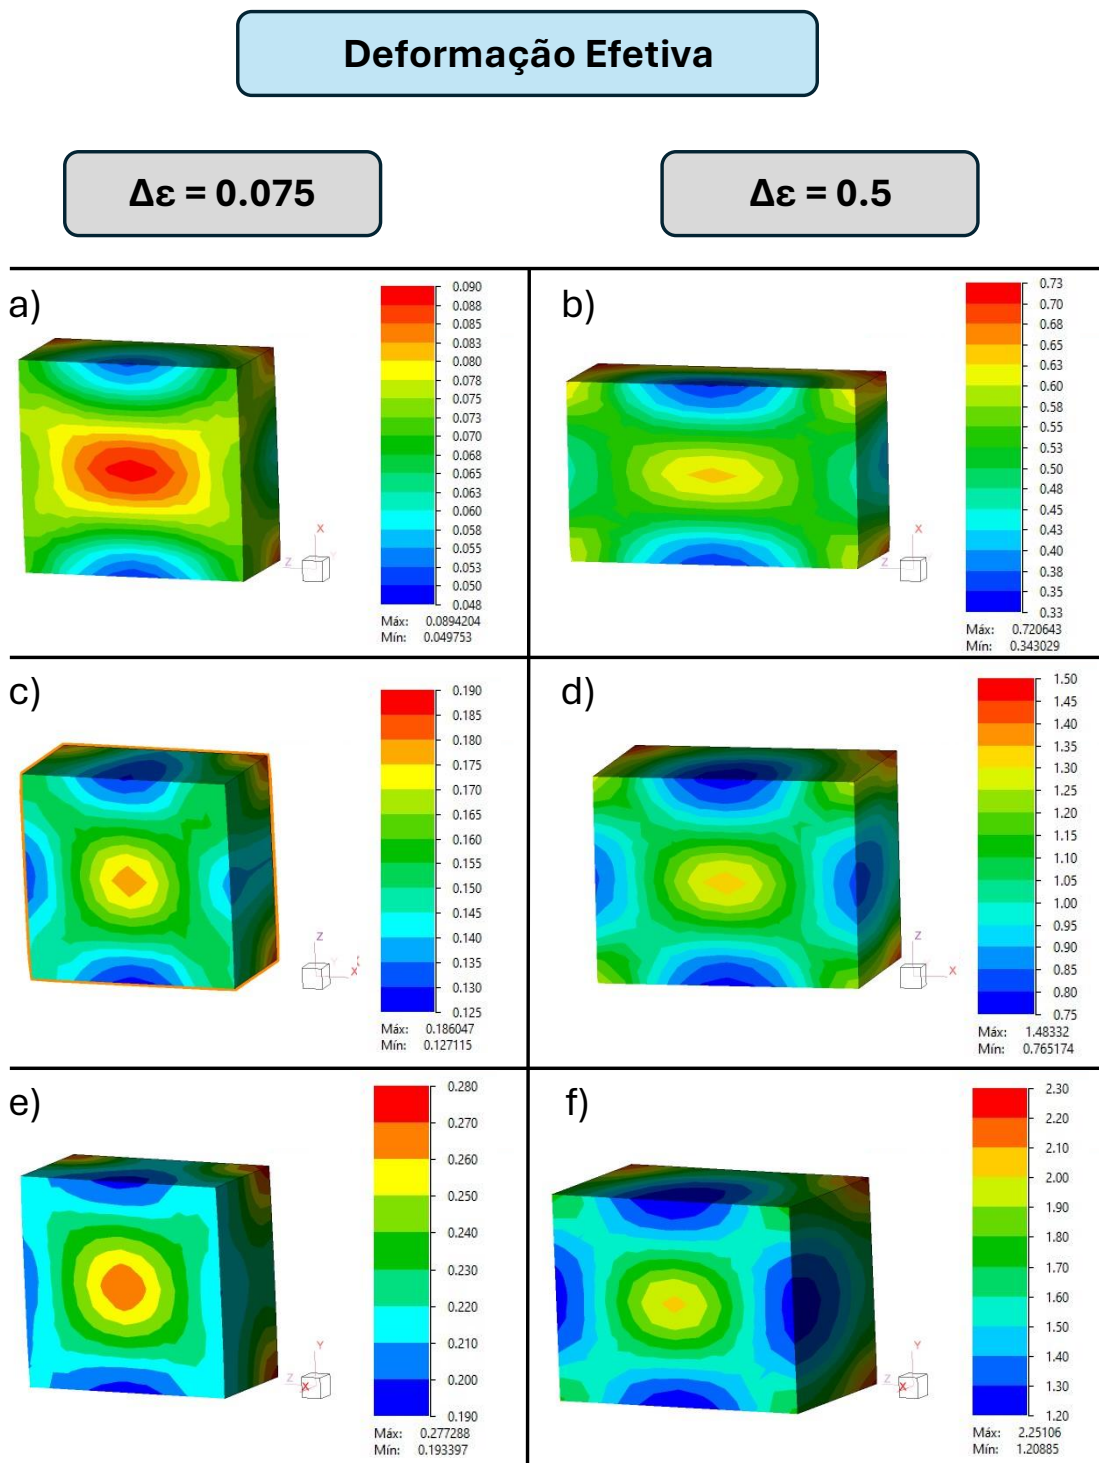 Deformação Efetiva
Δε = 0.075
Δε = 0.5
a)
0.090
0.088
0.085
0.083
0.080
0.078
0.075
0.073
0.070
0.068
0.065
0.063
0.060
0.058
0.055
0.053
0.050
0.048
Máx: 0.0894204
Mín: 0.049753
X
Z
b)
0.73
0.70
0.68
0.65
0.63
0.60
0.58
0.55
0.53
0.50
0.48
0.45
0.43
0.40
0.38
0.35
0.33
Máx: 0.720643
Mín: 0.343029
X
Z
c)
0.190
0.185
0.180
0.175
0.170
0.165
0.160
0.155
0.150
0.145
0.140
0.135
0.130
0.125
Máx: 0.186047
Mín: 0.127115
Z
X
d)
1.50
1.45
1.40
1.35
1.30
1.25
1.20
1.15
1.10
1.05
1.00
0.95
0.90
0.85
0.80
0.75
Máx: 1.48332
Mín: 0.765174
Z
X
e)
0.280
0.270
0.260
0.250
0.240
0.230
0.220
0.210
0.200
0.190
Máx: 0.277288
Mín: 0.193397
Y
Z
X
f)
2.30
2.20
2.10
2.00
1.90
1.80
1.70
1.60
1.50
1.40
1.30
1.20
Máx: 2.25106
Mín: 1.20885
Y
Z
X